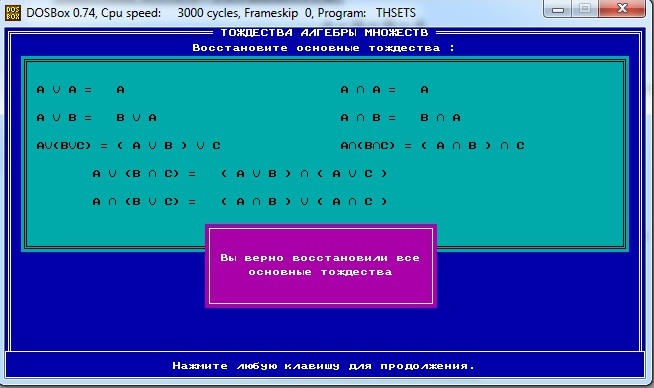 DOSBox 0.74, Cpu speed: 3000 cycles, Frameskip 0, Program: THSETS
ТОЖДЕСТВА АЛГЕБРЫ МНОЖЕСТВ
Восстановите основные тождества :
A ∪ A = A A ∩ A = A
A ∪ B = B ∪ A A ∩ B = B ∩ A
A∪(B∪C) = ( A ∪ B ) ∪ C A∩(B∩C) = ( A ∩ B ) ∩ C
A ∪ (B ∩ C) = ( A ∪ B ) ∩ ( A ∪ C )
A ∩ (B ∪ C) = ( A ∩ B ) ∪ ( A ∩ C )
Вы верно восстановили все
основные тождества
Нажмите любую клавишу для продолжения.